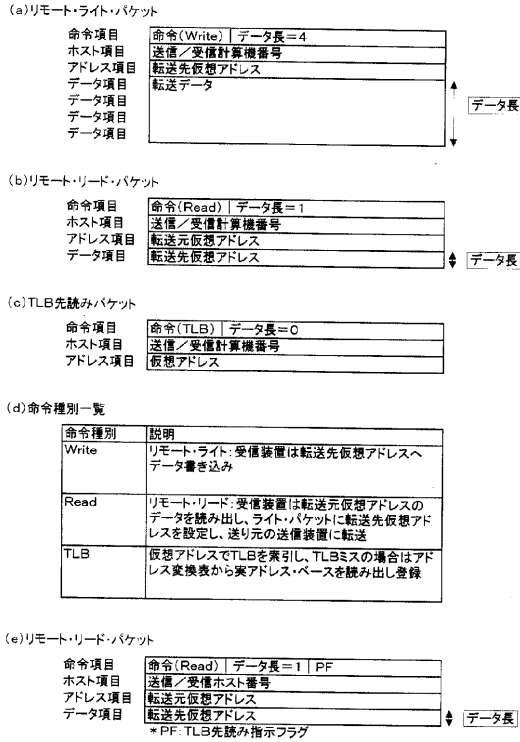 (a)リモート・ライト・パケット
命令項目 命令(Write) | データ長＝4
ホスト項目 送信／受信計算機番号
アドレス項目 転送先仮想アドレス
データ項目 転送データ
データ項目
データ項目 データ長
データ項目
(b)リモート・リード・パケット
命令項目 命令(Read) | データ長＝1
ホスト項目 送信／受信計算機番号
アドレス項目 転送元仮想アドレス
データ項目 転送先仮想アドレス データ長
(c)TLB先読みパケット
命令項目 命令(TLB) | データ長＝0
ホスト項目 送信／受信計算機番号
アドレス項目 仮想アドレス
(d)命令種別一覧
命令種別 説明
Write リモート・ライト：受信装置は転送先仮想アドレスへ
データ書き込み
Read リモート・リード：受信装置は転送元仮想アドレスの
データを読み出し、ライト・パケットに転送先仮想アド
レスを設定し、送り元の送信装置に転送
TLB 仮想アドレスでTLBを索引し、TLBミスの場合はアド
レス変換表から実アドレス・ベースを読み出し登録
(e)リモート・リード・パケット
命令項目 命令(Read) | データ長＝1 | PF
ホスト項目 送信／受信ホスト番号
アドレス項目 転送元仮想アドレス
データ項目 転送先仮想アドレス データ長
＊PF：TLB先読み指示フラグ